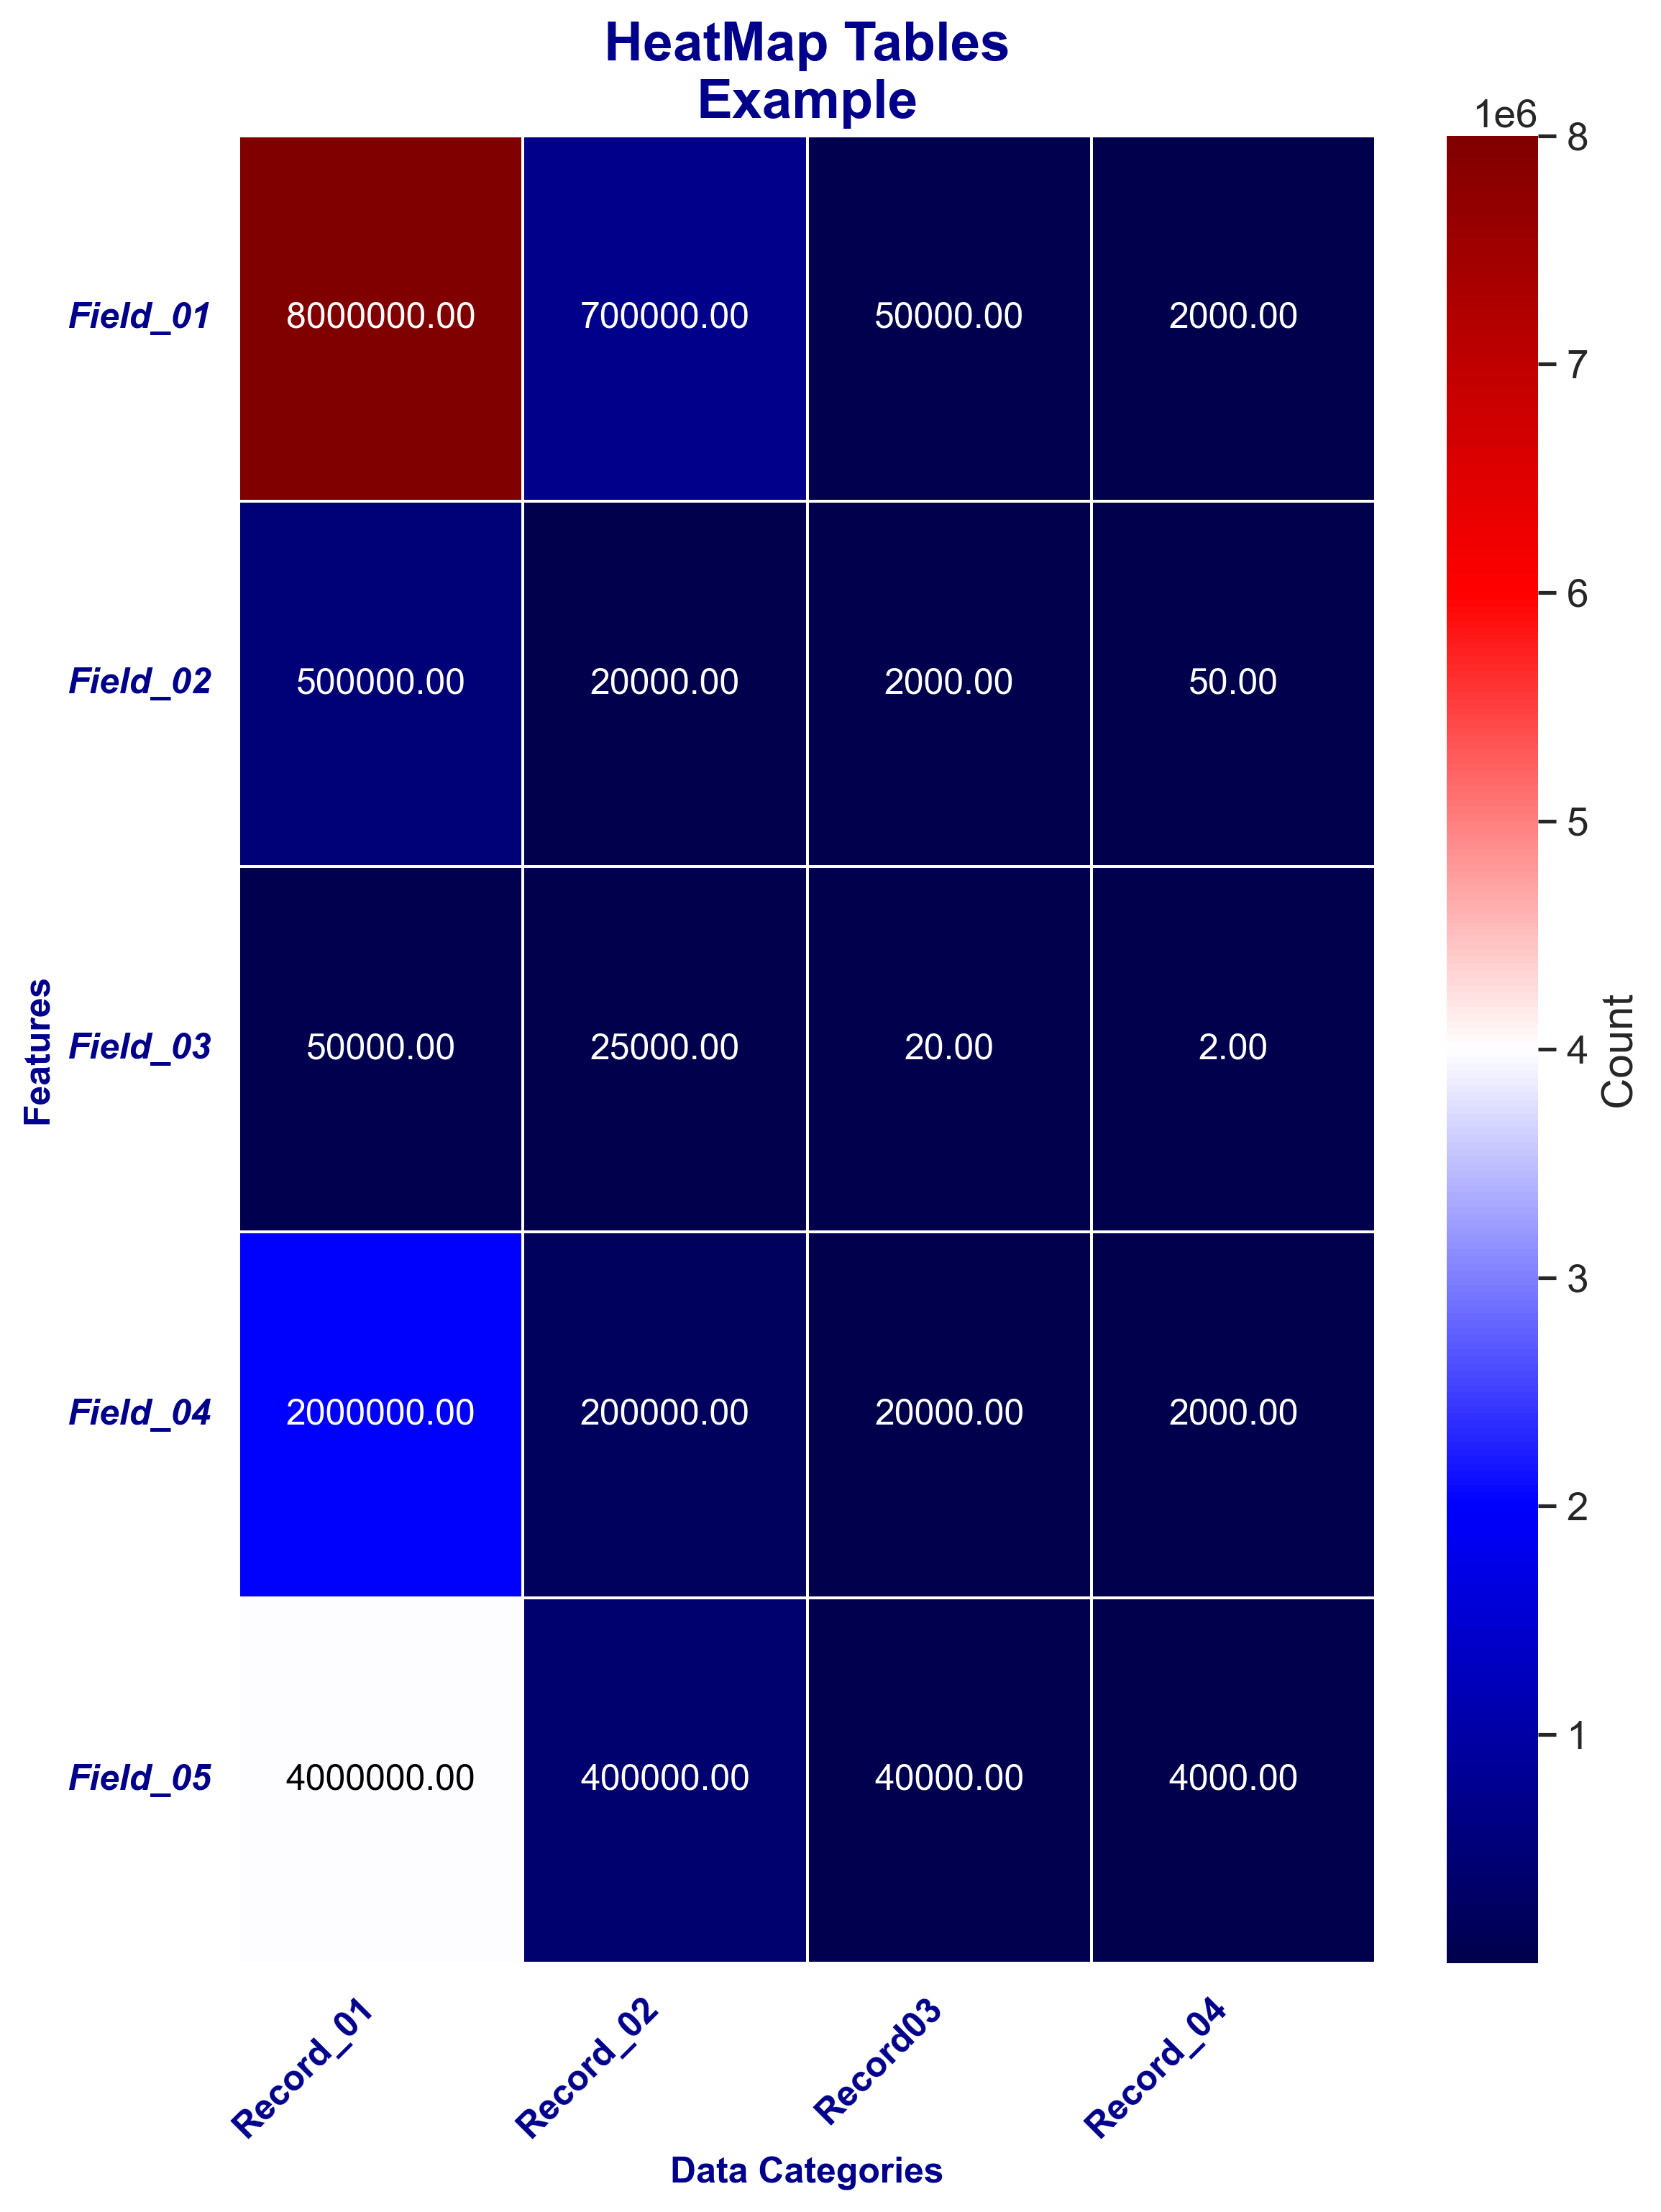 HeatMap Tables
Example
1e6
8
7
6
5
4
3
2
1
Count
Features
Field_01 8000000.00 700000.00 50000.00 2000.00
Field_02 500000.00 20000.00 2000.00 50.00
Field_03 50000.00 25000.00 20.00 2.00
Field_04 2000000.00 200000.00 20000.00 2000.00
Field_05 4000000.00 400000.00 40000.00 4000.00
Record_01 Record_02 Record03 Record_04
Data Categories